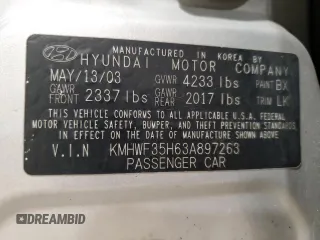 MANUFACTURED IN KOREA BY
HYUNDAI MOTOR COMPANY
MAY/13/03 GVWR 4233 lbs PAINT BX
GAWR FRONT 2337 lbs GAWR REAR 2017 lbs TRIM LK
THIS VEHICLE CONFORMS TO ALL APPLICABLE U.S.A. FEDERAL
MOTOR VEHICLE SAFETY, BUMPER, AND THEFT PREVENTION STANDARDS
IN EFFECT ON THE DATE OF MANUFACTURE SHOWN ABOVE.
V.I.N KMHWF35H63A897263
PASSENGER CAR
© DREAMBID DREAMBID.COM